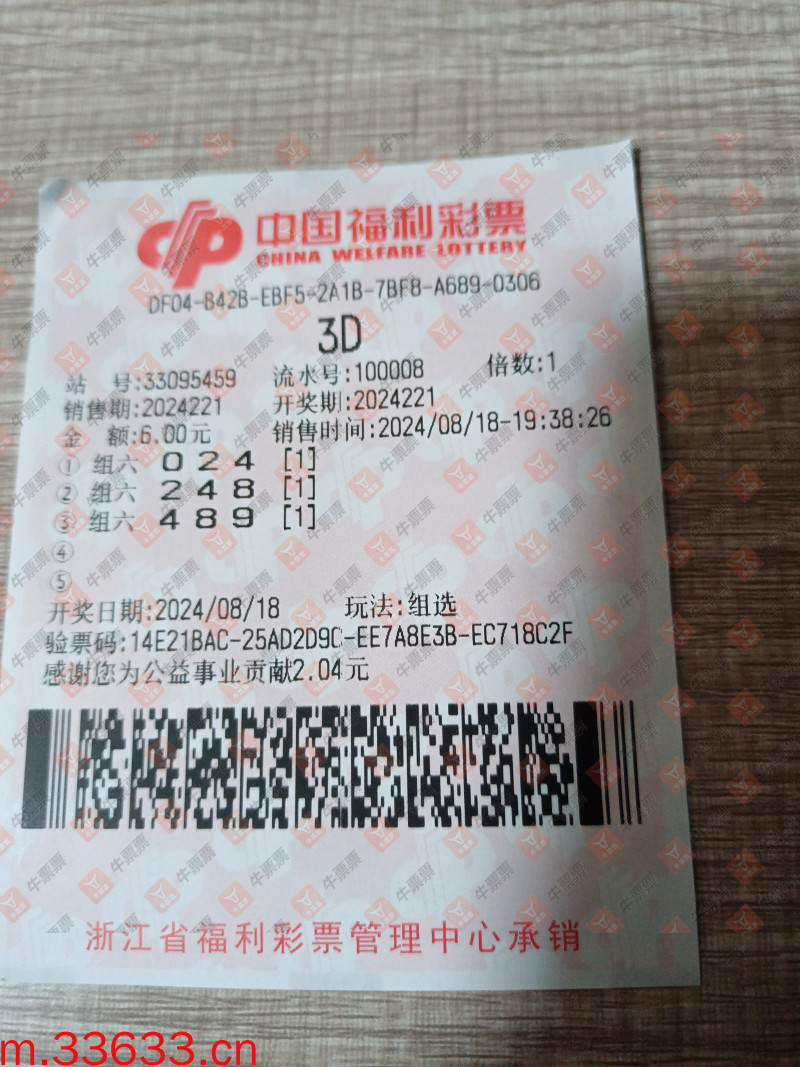 中国福利彩票
CHINA WELFARE LOTTERY
DF04-B42B-EBF5-2A1B-7BF8-A689-0306
3D
站 号:33095459 流水号:100008 倍数:1
销售期:2024221 开奖期:2024221
金 额:6.00元 销售时间:2024/08/18-19:38:26
① 组六 0 2 4 [1]
② 组六 2 4 8 [1]
③ 组六 4 8 9 [1]
④
⑤
开奖日期:2024/08/18 玩法:组选
验票码:14E21BAC-25AD2D9C-EE7A8E3B-EC718C2F
感谢您为公益事业贡献2.04元
浙江省福利彩票管理中心承销
牛票票
m.33633.cn